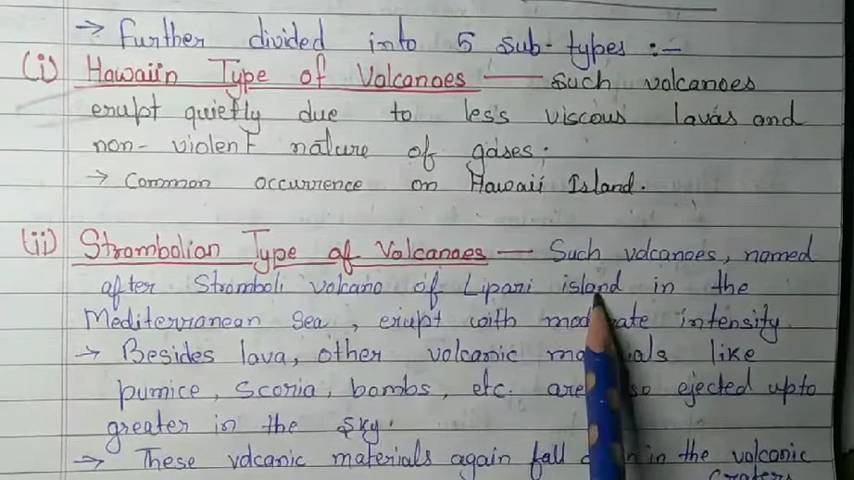 → Further divided into 5 sub-types :-
(i) Hawaiin Type of Volcanoes — such volcanoes
erupt quietly due to less viscous lavas and
non-violent nature of gases.
→ Common occurrence on Hawaii Island.
(ii) Strombolian Type of Volcanoes — Such volcanoes, named
after Stromboli volcano of Lipari island in the
Mediterranean Sea, erupt with intensity.
→ Besides lava, other volcanic like
pumice, scoria, bombs, etc. are ejected upto
greater in the sky.
→ These volcanic materials again fall in the volcanic
craters